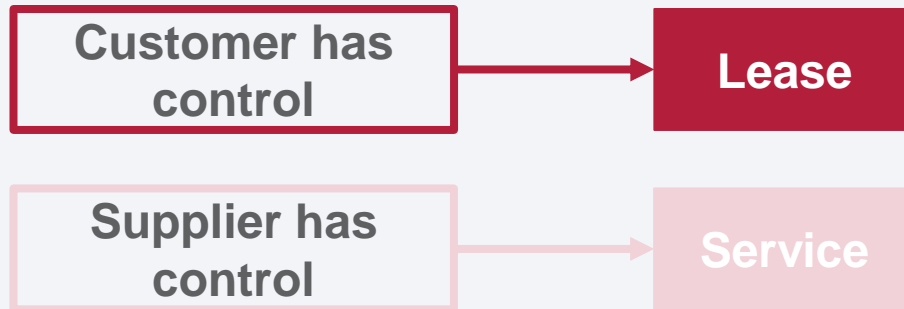 Customer has
control
Lease
Supplier has
control
Service